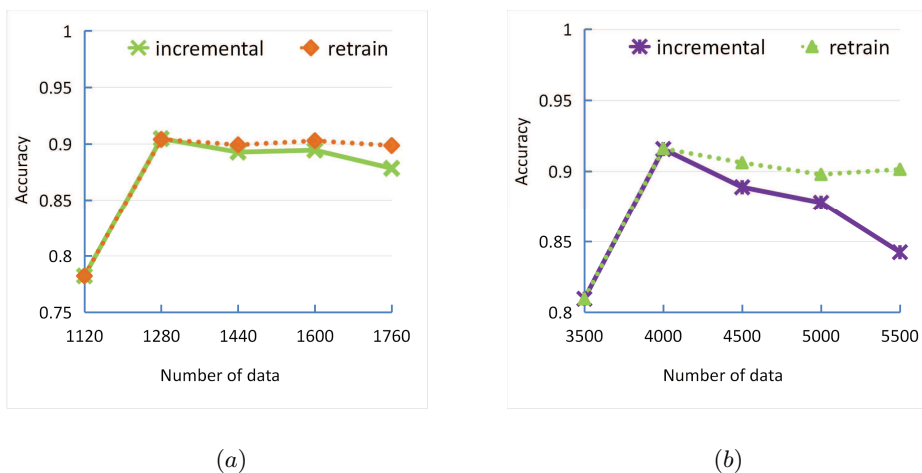 incremental retrain
1
0.95
0.9
0.85
0.8
0.75
Accuracy
1120 1280 1440 1600 1760
Number of data
(a)
incremental retrain
1
0.95
0.9
0.85
0.8
Accuracy
3500 4000 4500 5000 5500
Number of data
(b)